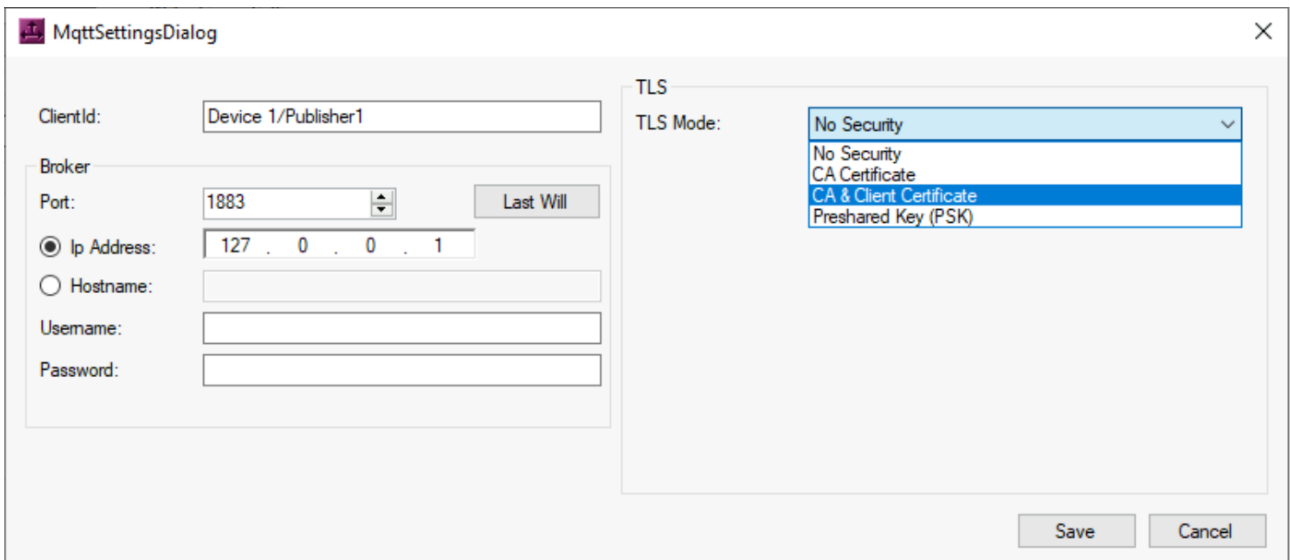 MqttSettingsDialog
ClientId:
Device 1/Publisher1
Broker
Port:
1883
Last Will
Ip Address:
127 . 0 . 0 . 1
Hostname:
Username:
Password:
TLS
TLS Mode:
No Security
No Security
CA Certificate
CA & Client Certificate
Preshared Key (PSK)
Save
Cancel